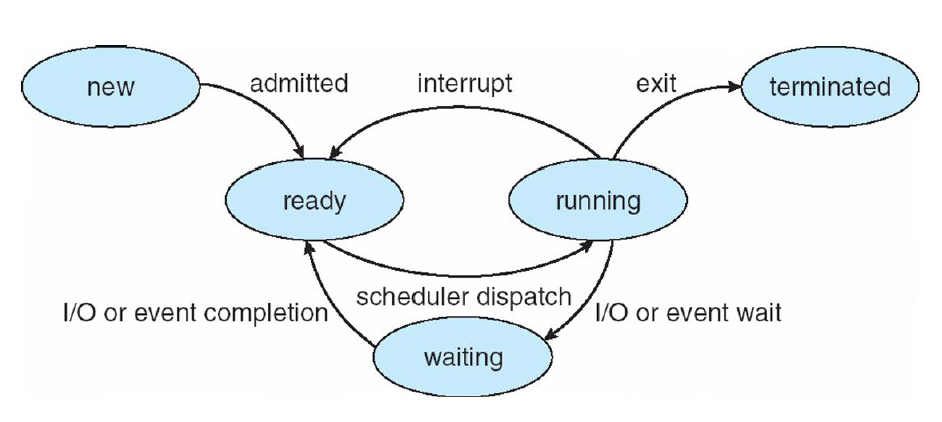 new
admitted
interrupt
exit
terminated
ready
running
scheduler dispatch
I/O or event completion
I/O or event wait
waiting